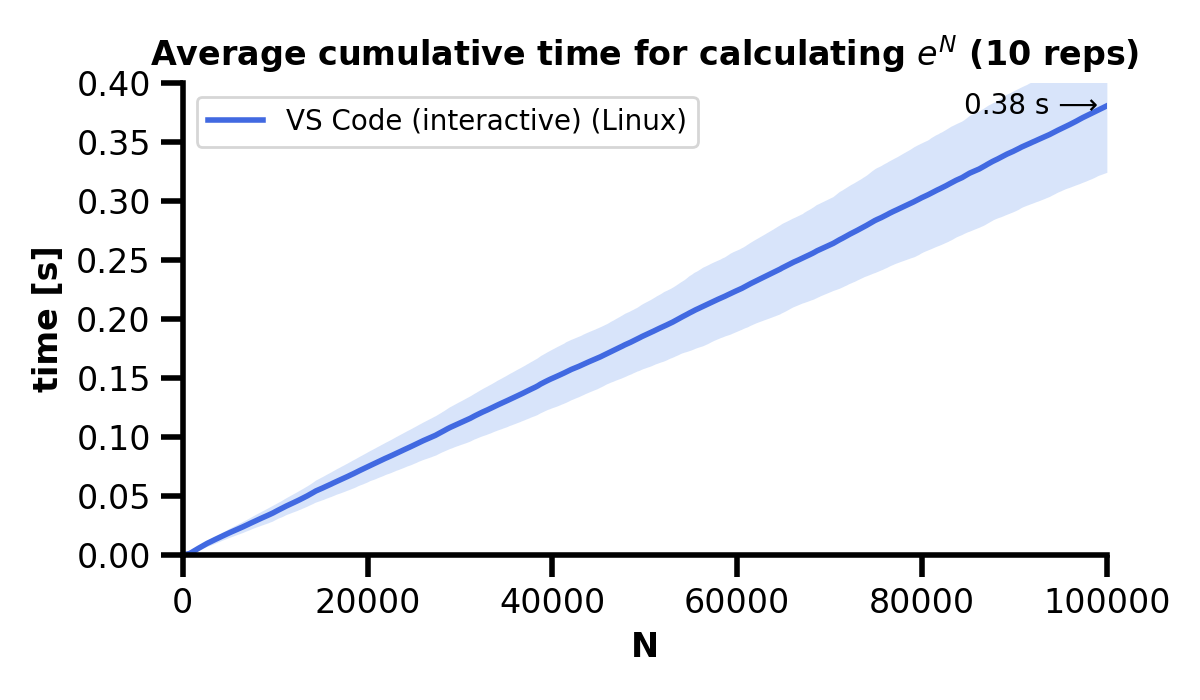 Average cumulative time for calculating e^N (10 reps)
0.40
0.38 s ⟶
VS Code (interactive) (Linux)
0.35
0.30
0.25
0.20
0.15
0.10
0.05
0.00
time [s]
0 20000 40000 60000 80000 100000
N